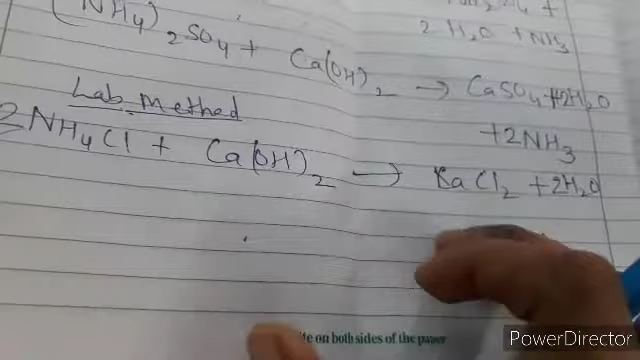 2 H2O + NH3
(NH4)2SO4 + Ca(OH)2 → CaSO4 + 2H2O
+ 2NH3
Lab Method
2NH4Cl + Ca(OH)2 → CaCl2 + 2H2O
on both sides of the paper
PowerDirector